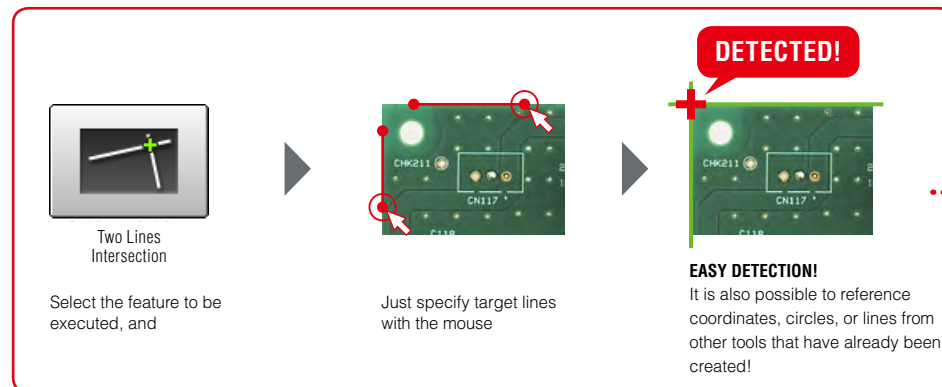 DETECTED!
Two Lines
Intersection
Select the feature to be
executed, and
CHK211
CN117
C118
Just specify target lines
with the mouse
CHK211
CN117
EASY DETECTION!
It is also possible to reference
coordinates, circles, or lines from
other tools that have already been
created!